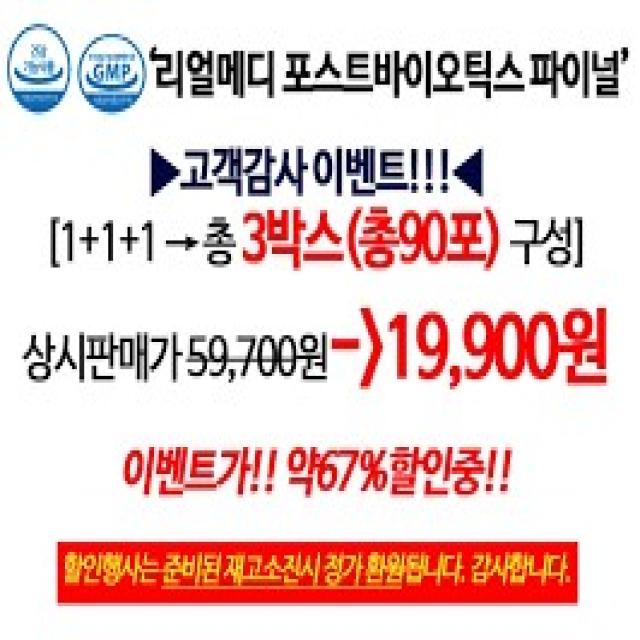 건강
기능식품
GMP
'리얼메디 포스트바이오틱스 파이널'
▶고객감사 이벤트!!!◀
[1+1+1 → 총 3박스(총90포) 구성]
상시판매가 59,700원->19,900원
이벤트가!! 약67%할인중!!
할인행사는 준비된 재고소진시 정가 환원됩니다. 감사합니다.